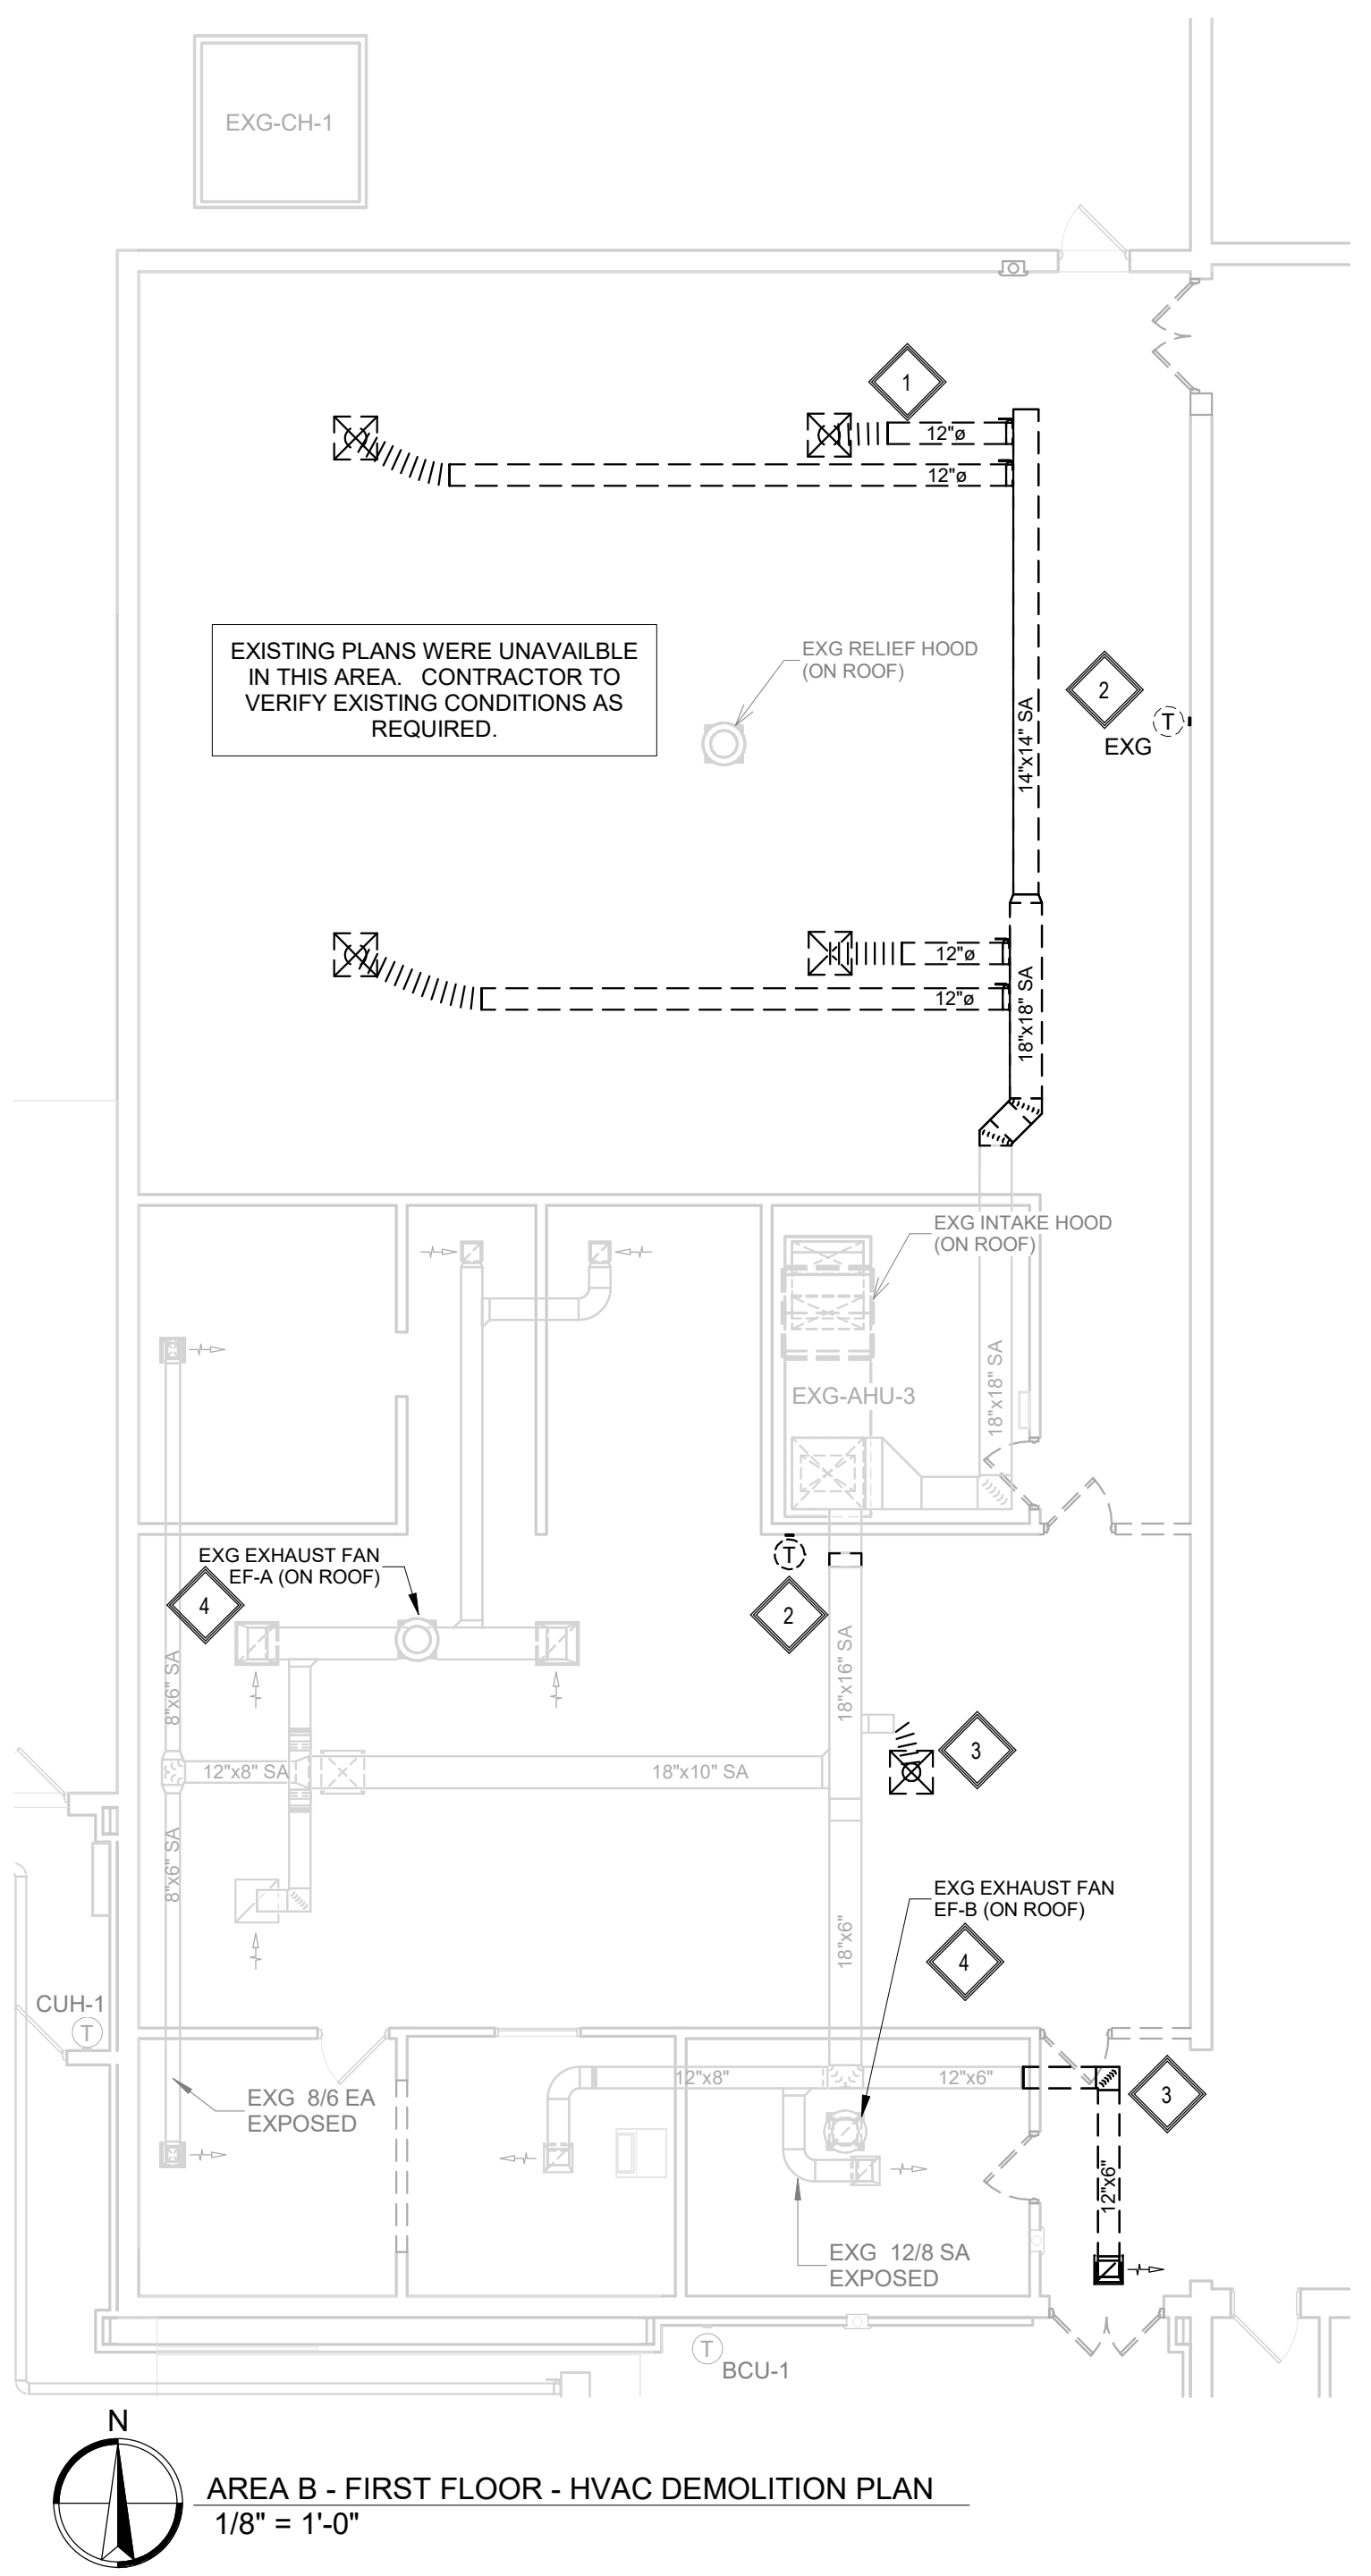 EXG-CH-1
1
12"ø
12"ø
EXISTING PLANS WERE UNAVAILBLE
IN THIS AREA.   CONTRACTOR TO
VERIFY EXISTING CONDITIONS AS
REQUIRED.
EXG RELIEF HOOD
(ON ROOF)
2
T
EXG
14"x14" SA
12"ø
12"ø
18"x18" SA
EXG INTAKE HOOD
(ON ROOF)
18"x18" SA
EXG-AHU-3
EXG EXHAUST FAN
EF-A (ON ROOF)
4
T
2
8"x6" SA
18"x16" SA
3
12"x8" SA
18"x10" SA
8"x6" SA
EXG EXHAUST FAN
EF-B (ON ROOF)
4
18"x6"
CUH-1
T
12"x8"
12"x6"
3
EXG  8/6 EA
EXPOSED
12"x6"
EXG  12/8 SA
EXPOSED
T
BCU-1
N
AREA B - FIRST FLOOR - HVAC DEMOLITION PLAN
1/8" = 1'-0"